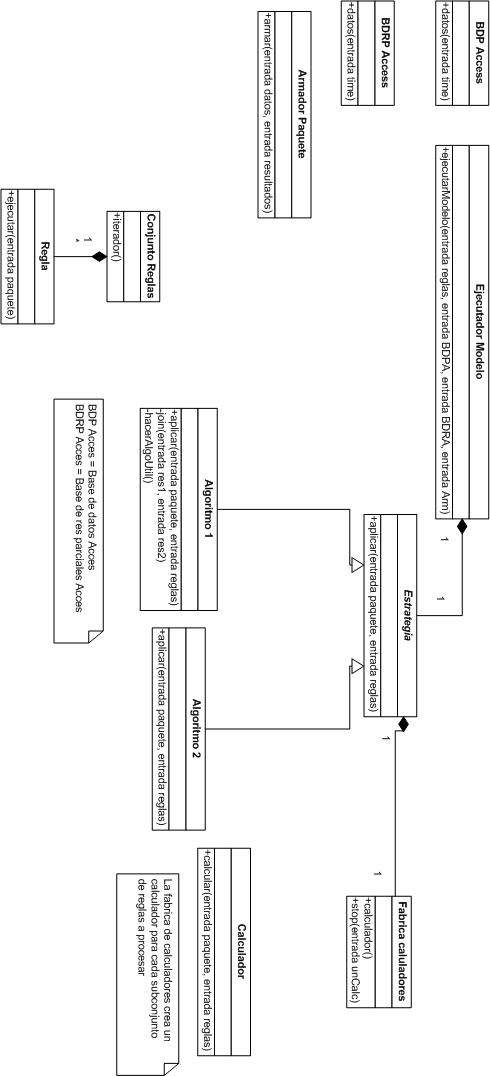 BDP Access
+datos(entrada time)
BDRP Access
+datos(entrada time)
Armador Paquete
+armar(entrada datos, entrada resultados)
Ejecutador Modelo
+ejecutarModelo(entrada reglas, entrada BDPA, entrada BDRA, entrada Arm)
1
1
Conjunto Reglas
+iterador()
1
*
Regla
+ejecutar(entrada paquete)
Estrategia
+aplicar(entrada paquete, entrada reglas)
1
1
Algoritmo 1
+aplicar(entrada paquete, entrada reglas)
-join(entrada res1, entrada res2)
-hacerAlgoUtil()
BDP Acces = Base de datos Acces
BDRP Acces = Base de res parciales Acces
Algoritmo 2
+aplicar(entrada paquete, entrada reglas)
Fabrica caluladores
+calculador()
+stop(entrada unCalc)
Calculador
+calcular(entrada paquete, entrada reglas)
La fabrica de calculadores crea un
calculador para cada subconjunto
de reglas a procesar